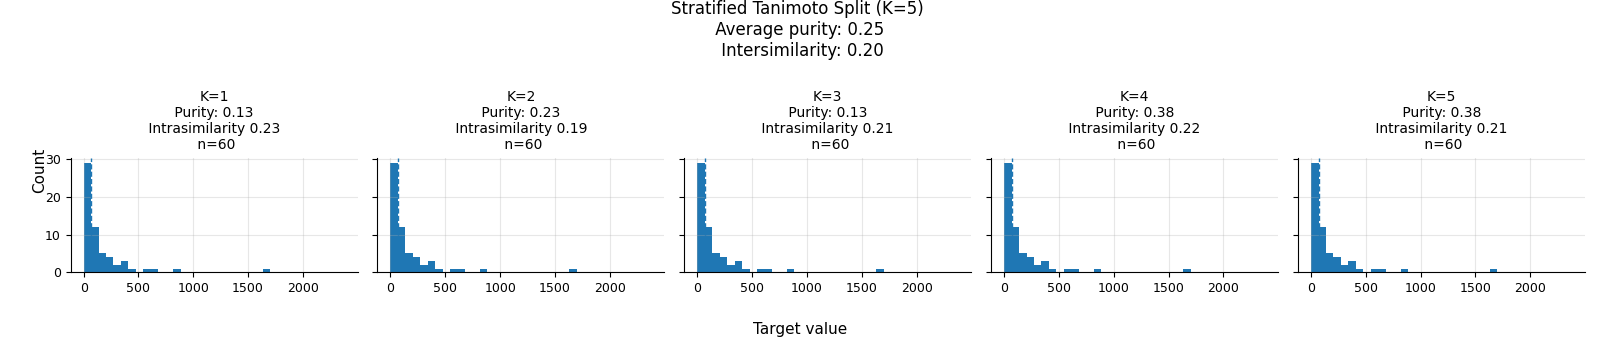 Stratified Tanimoto Split (K=5)
Average purity: 0.25
Intersimilarity: 0.20
K=1
Purity: 0.13
Intrasimilarity 0.23
n=60
K=2
Purity: 0.23
Intrasimilarity 0.19
n=60
K=3
Purity: 0.13
Intrasimilarity 0.21
n=60
K=4
Purity: 0.38
Intrasimilarity 0.22
n=60
K=5
Purity: 0.38
Intrasimilarity 0.21
n=60
Count
30
20
10
0
0 500 1000 1500 2000
0 500 1000 1500 2000
0 500 1000 1500 2000
0 500 1000 1500 2000
0 500 1000 1500 2000
Target value